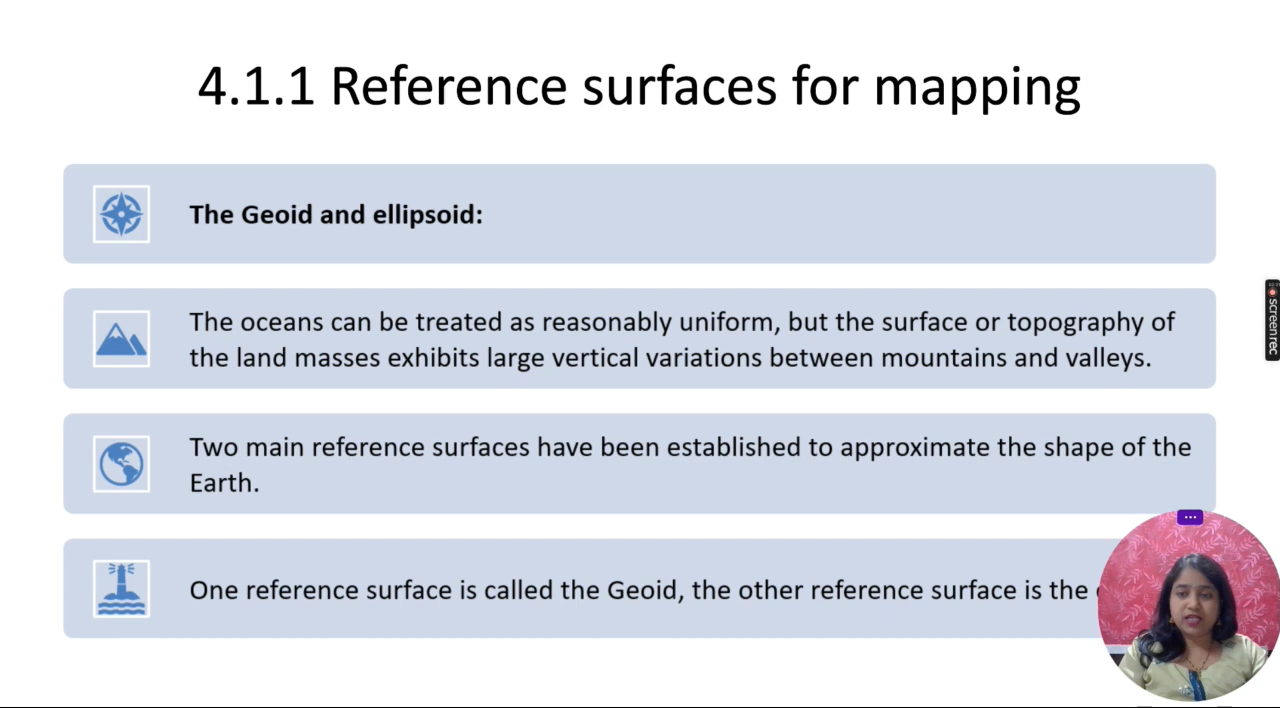 4.1.1 Reference surfaces for mapping
The Geoid and ellipsoid:
The oceans can be treated as reasonably uniform, but the surface or topography of
the land masses exhibits large vertical variations between mountains and valleys.
Two main reference surfaces have been established to approximate the shape of the
Earth.
One reference surface is called the Geoid, the other reference surface is the
screenrec